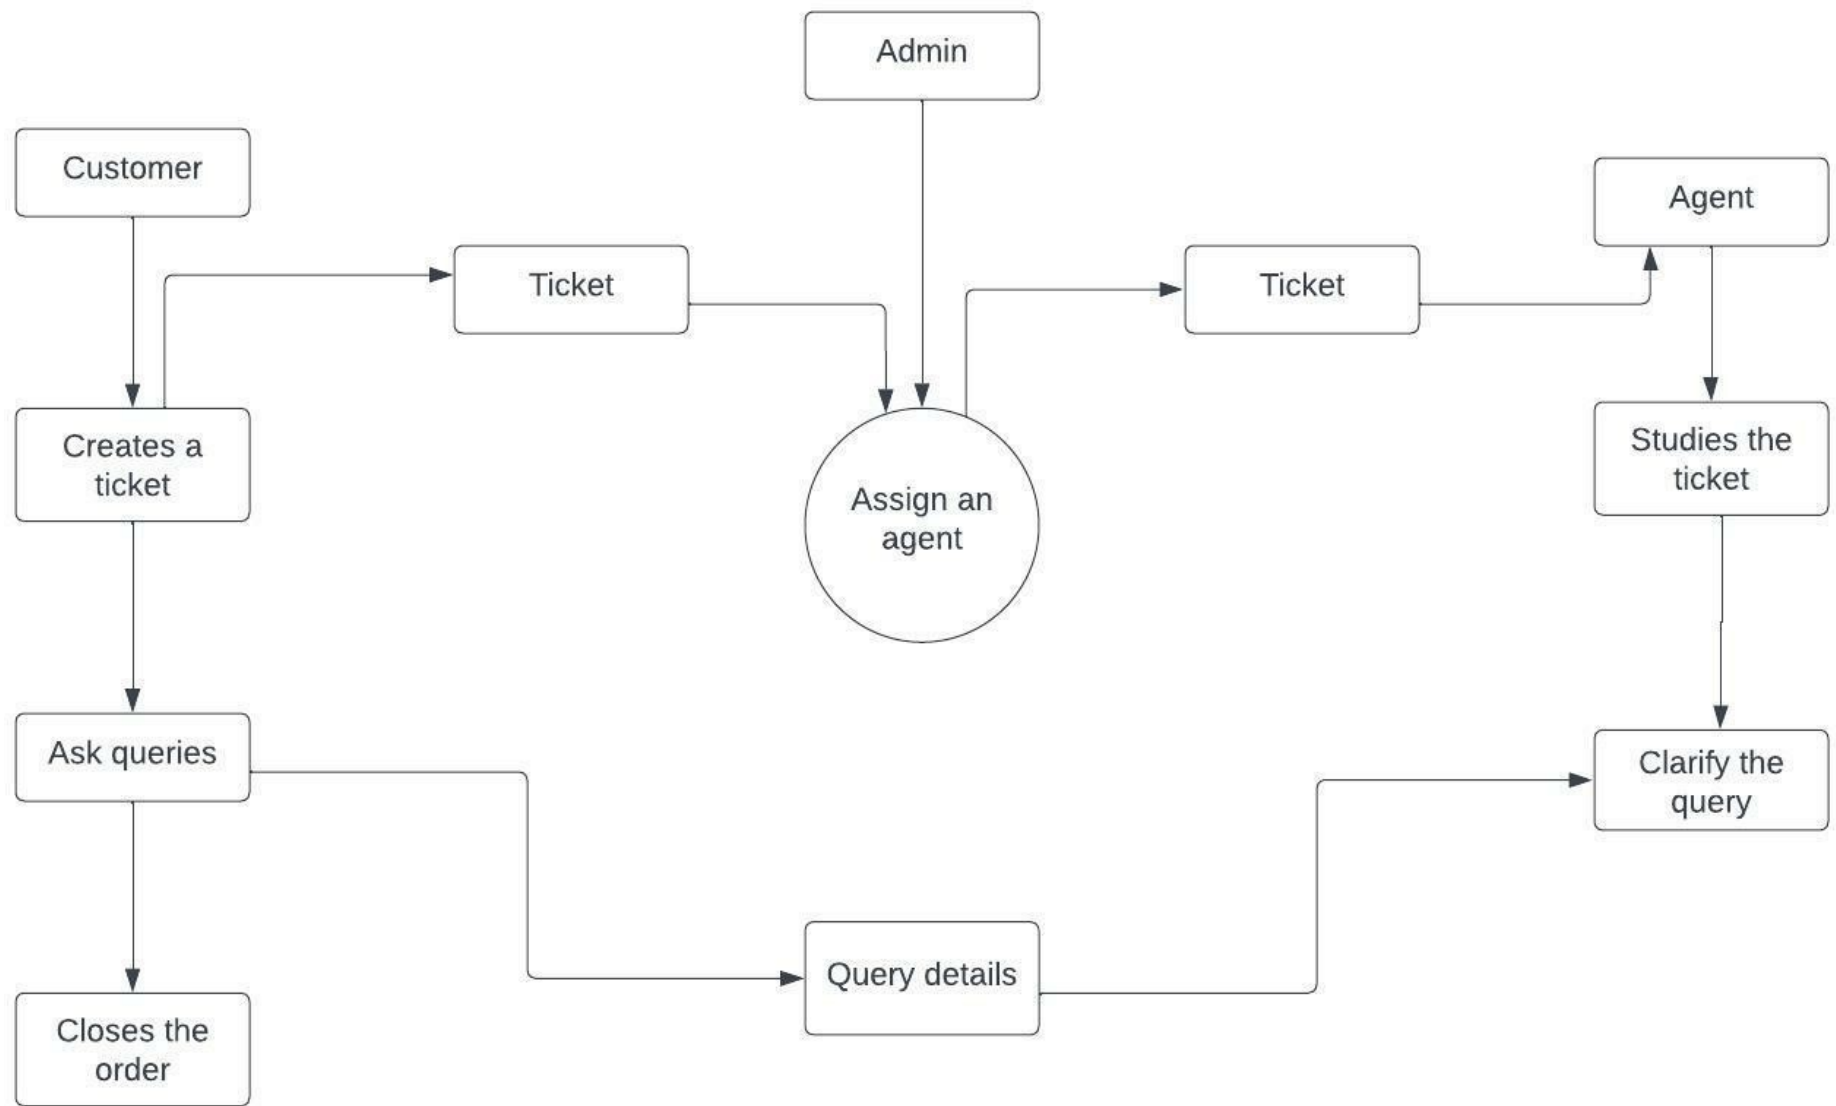 Admin
Customer
Agent
Ticket
Ticket
Creates a
ticket
Assign an
agent
Studies the
ticket
Ask queries
Clarify the
query
Query details
Closes the
order